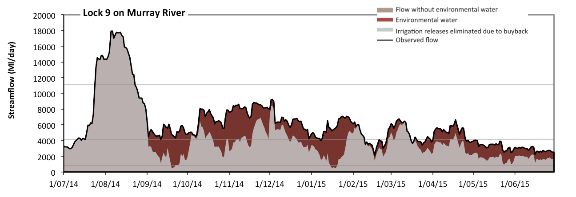 Lock 9 on Murray River
Flow without environmental water
Environmental water
Irrigation releases eliminated due to buyback
Observed flow
Streamflow (Ml/day)
20000
18000
16000
14000
12000
10000
8000
6000
4000
2000
0
1/07/14 1/08/14 1/09/14 1/10/14 1/11/14 1/12/14 1/01/15 1/02/15 1/03/15 1/04/15 1/05/15 1/06/15